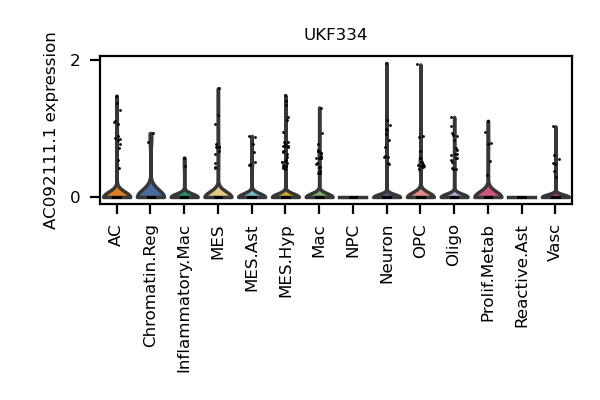 UKF334
AC092111.1 expression
2
0
AC
Chromatin.Reg
Inflammatory.Mac
MES
MES.Ast
MES.Hyp
Mac
NPC
Neuron
OPC
Oligo
Prolif.Metab
Reactive.Ast
Vasc